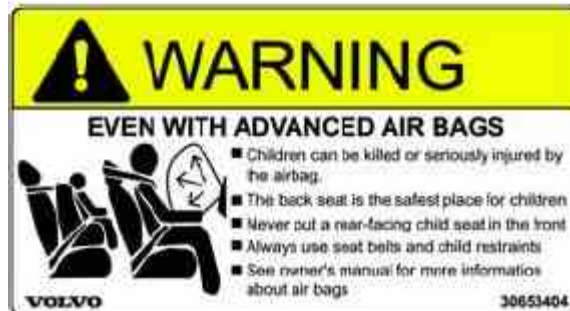 WARNING
EVEN WITH ADVANCED AIR BAGS
■ Children can be killed or seriously injured by
the airbag.
■ The back seat is the safest place for children
■ Never put a rear-facing child seat in the front
■ Always use seat belts and child restraints
■ See owner's manual for more information
about air bags
VOLVO
30653404